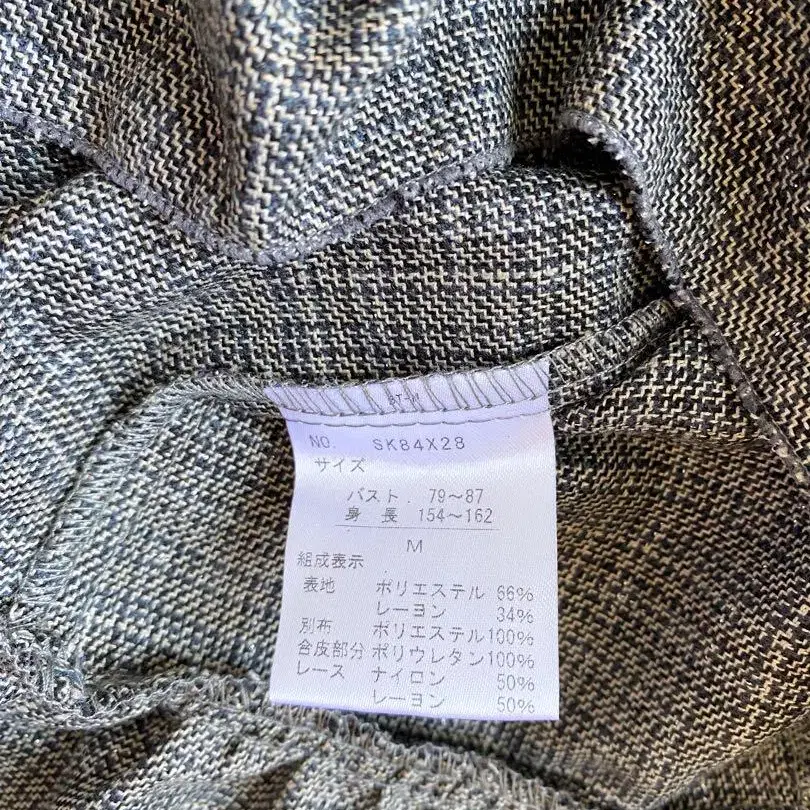 NO. SK84X28
サイズ
バスト. 79〜87
身長 154〜162
M
組成表示
表地 ポリエステル 66%
レーヨン 34%
別布 ポリエステル100%
含皮部分 ポリウレタン100%
レース ナイロン 50%
レーヨン 50%